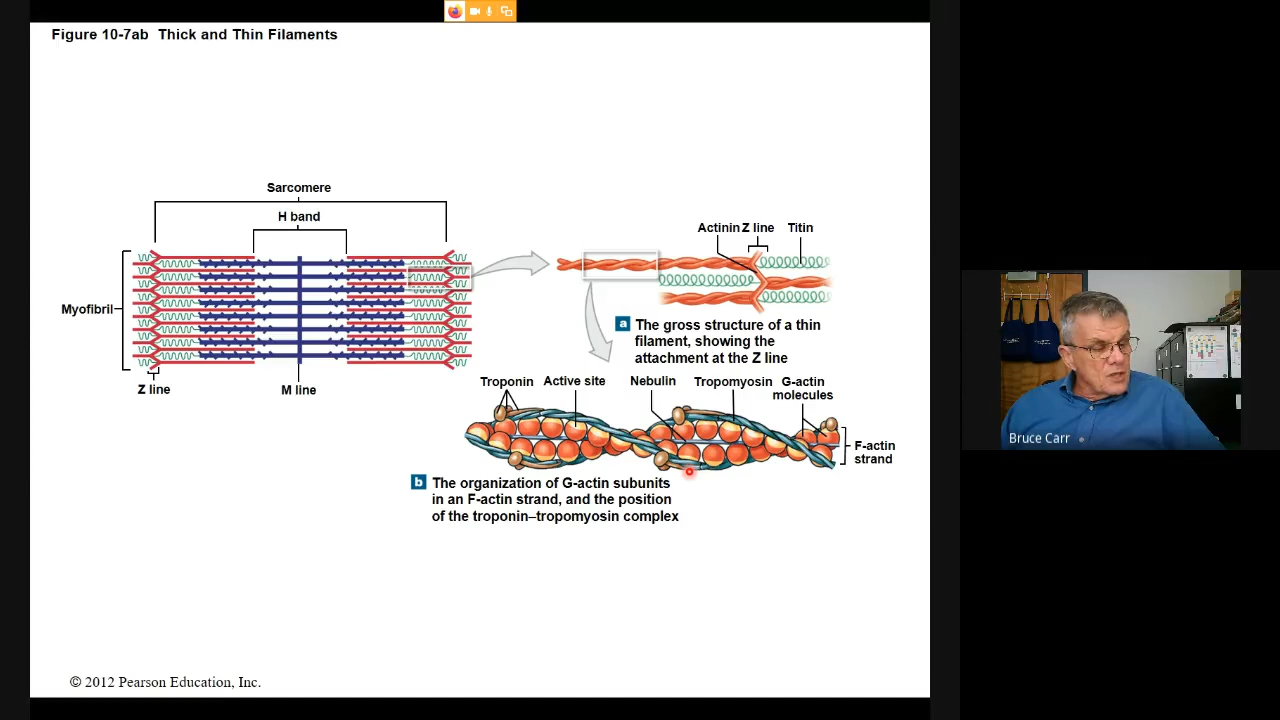 Figure 10-7ab  Thick and Thin Filaments
Sarcomere
H band
Myofibril
Z line
M line
Actinin
Z line
Titin
a The gross structure of a thin
filament, showing the
attachment at the Z line
Troponin
Active site
Nebulin
Tropomyosin
G-actin
molecules
F-actin
strand
b The organization of G-actin subunits
in an F-actin strand, and the position
of the troponin–tropomyosin complex
© 2012 Pearson Education, Inc.
Bruce Carr